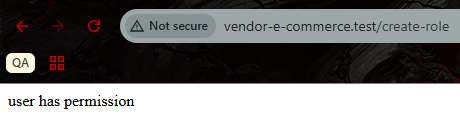 Not secure vendor-e-commerce.test/create-role
QA
user has permission